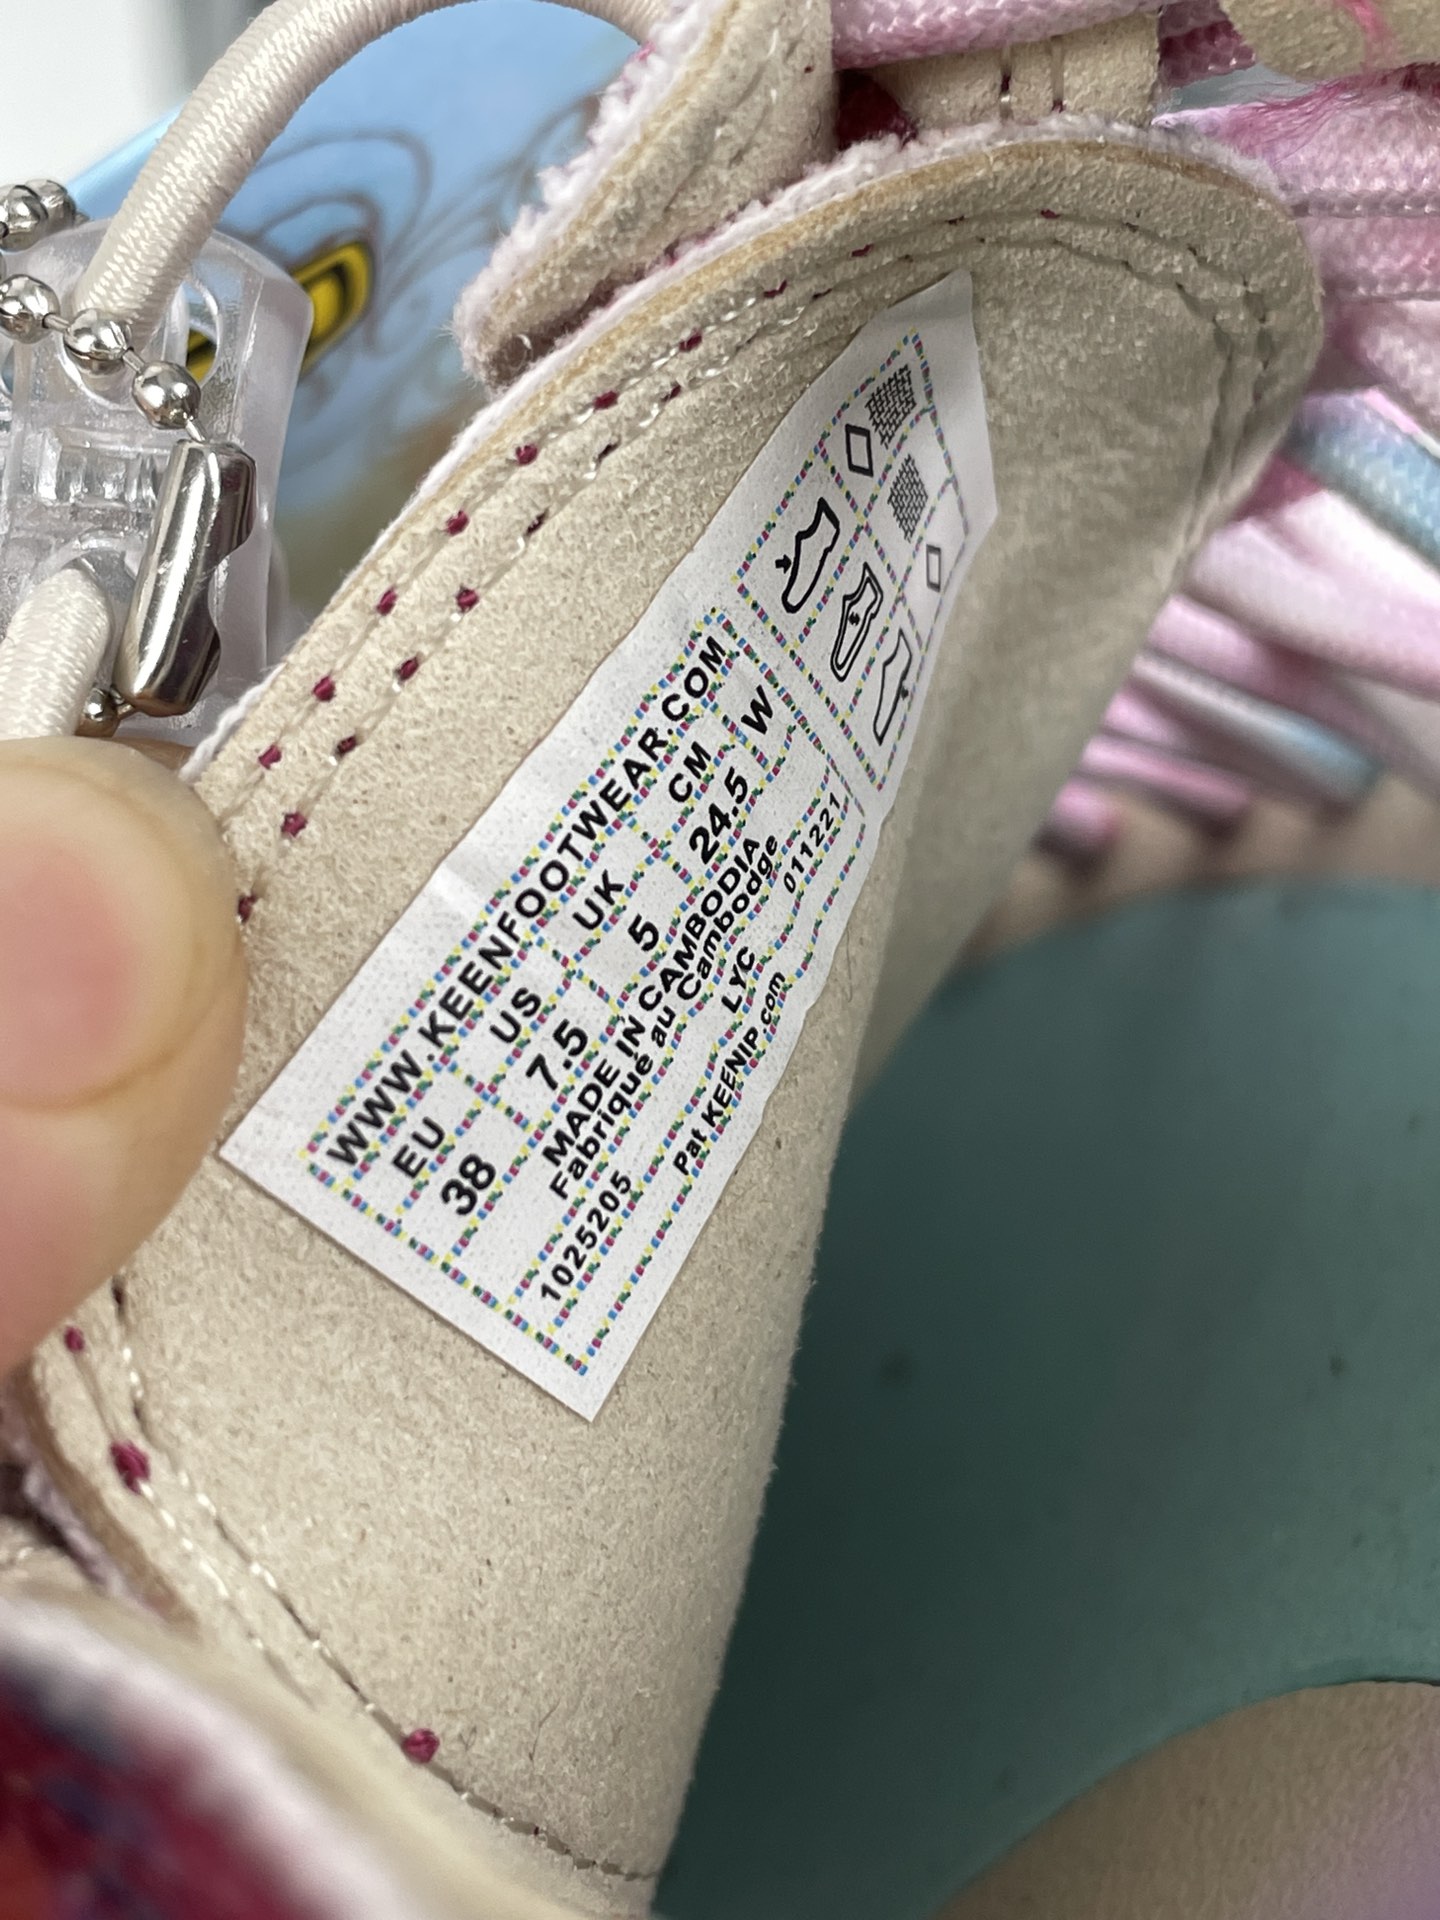 WWW.KEENFOOTWEAR.COM
EU US UK CM W
38 7.5 5 24.5
MADE IN CAMBODIA
Fabriqué au Cambodge
1025205 LYC 011221
Pat KEENIP.com